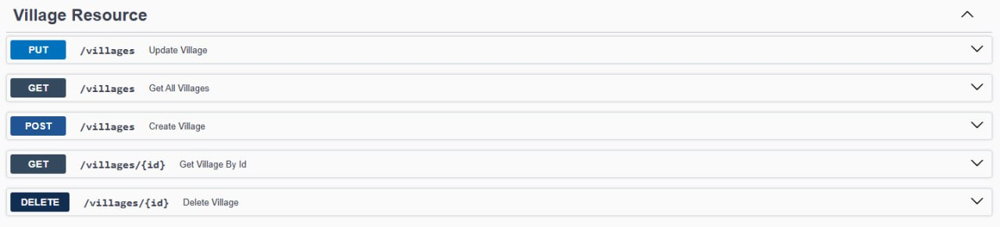 Village Resource
PUT /villages Update Village
GET /villages Get All Villages
POST /villages Create Village
GET /villages/{id} Get Village By Id
DELETE /villages/{id} Delete Village